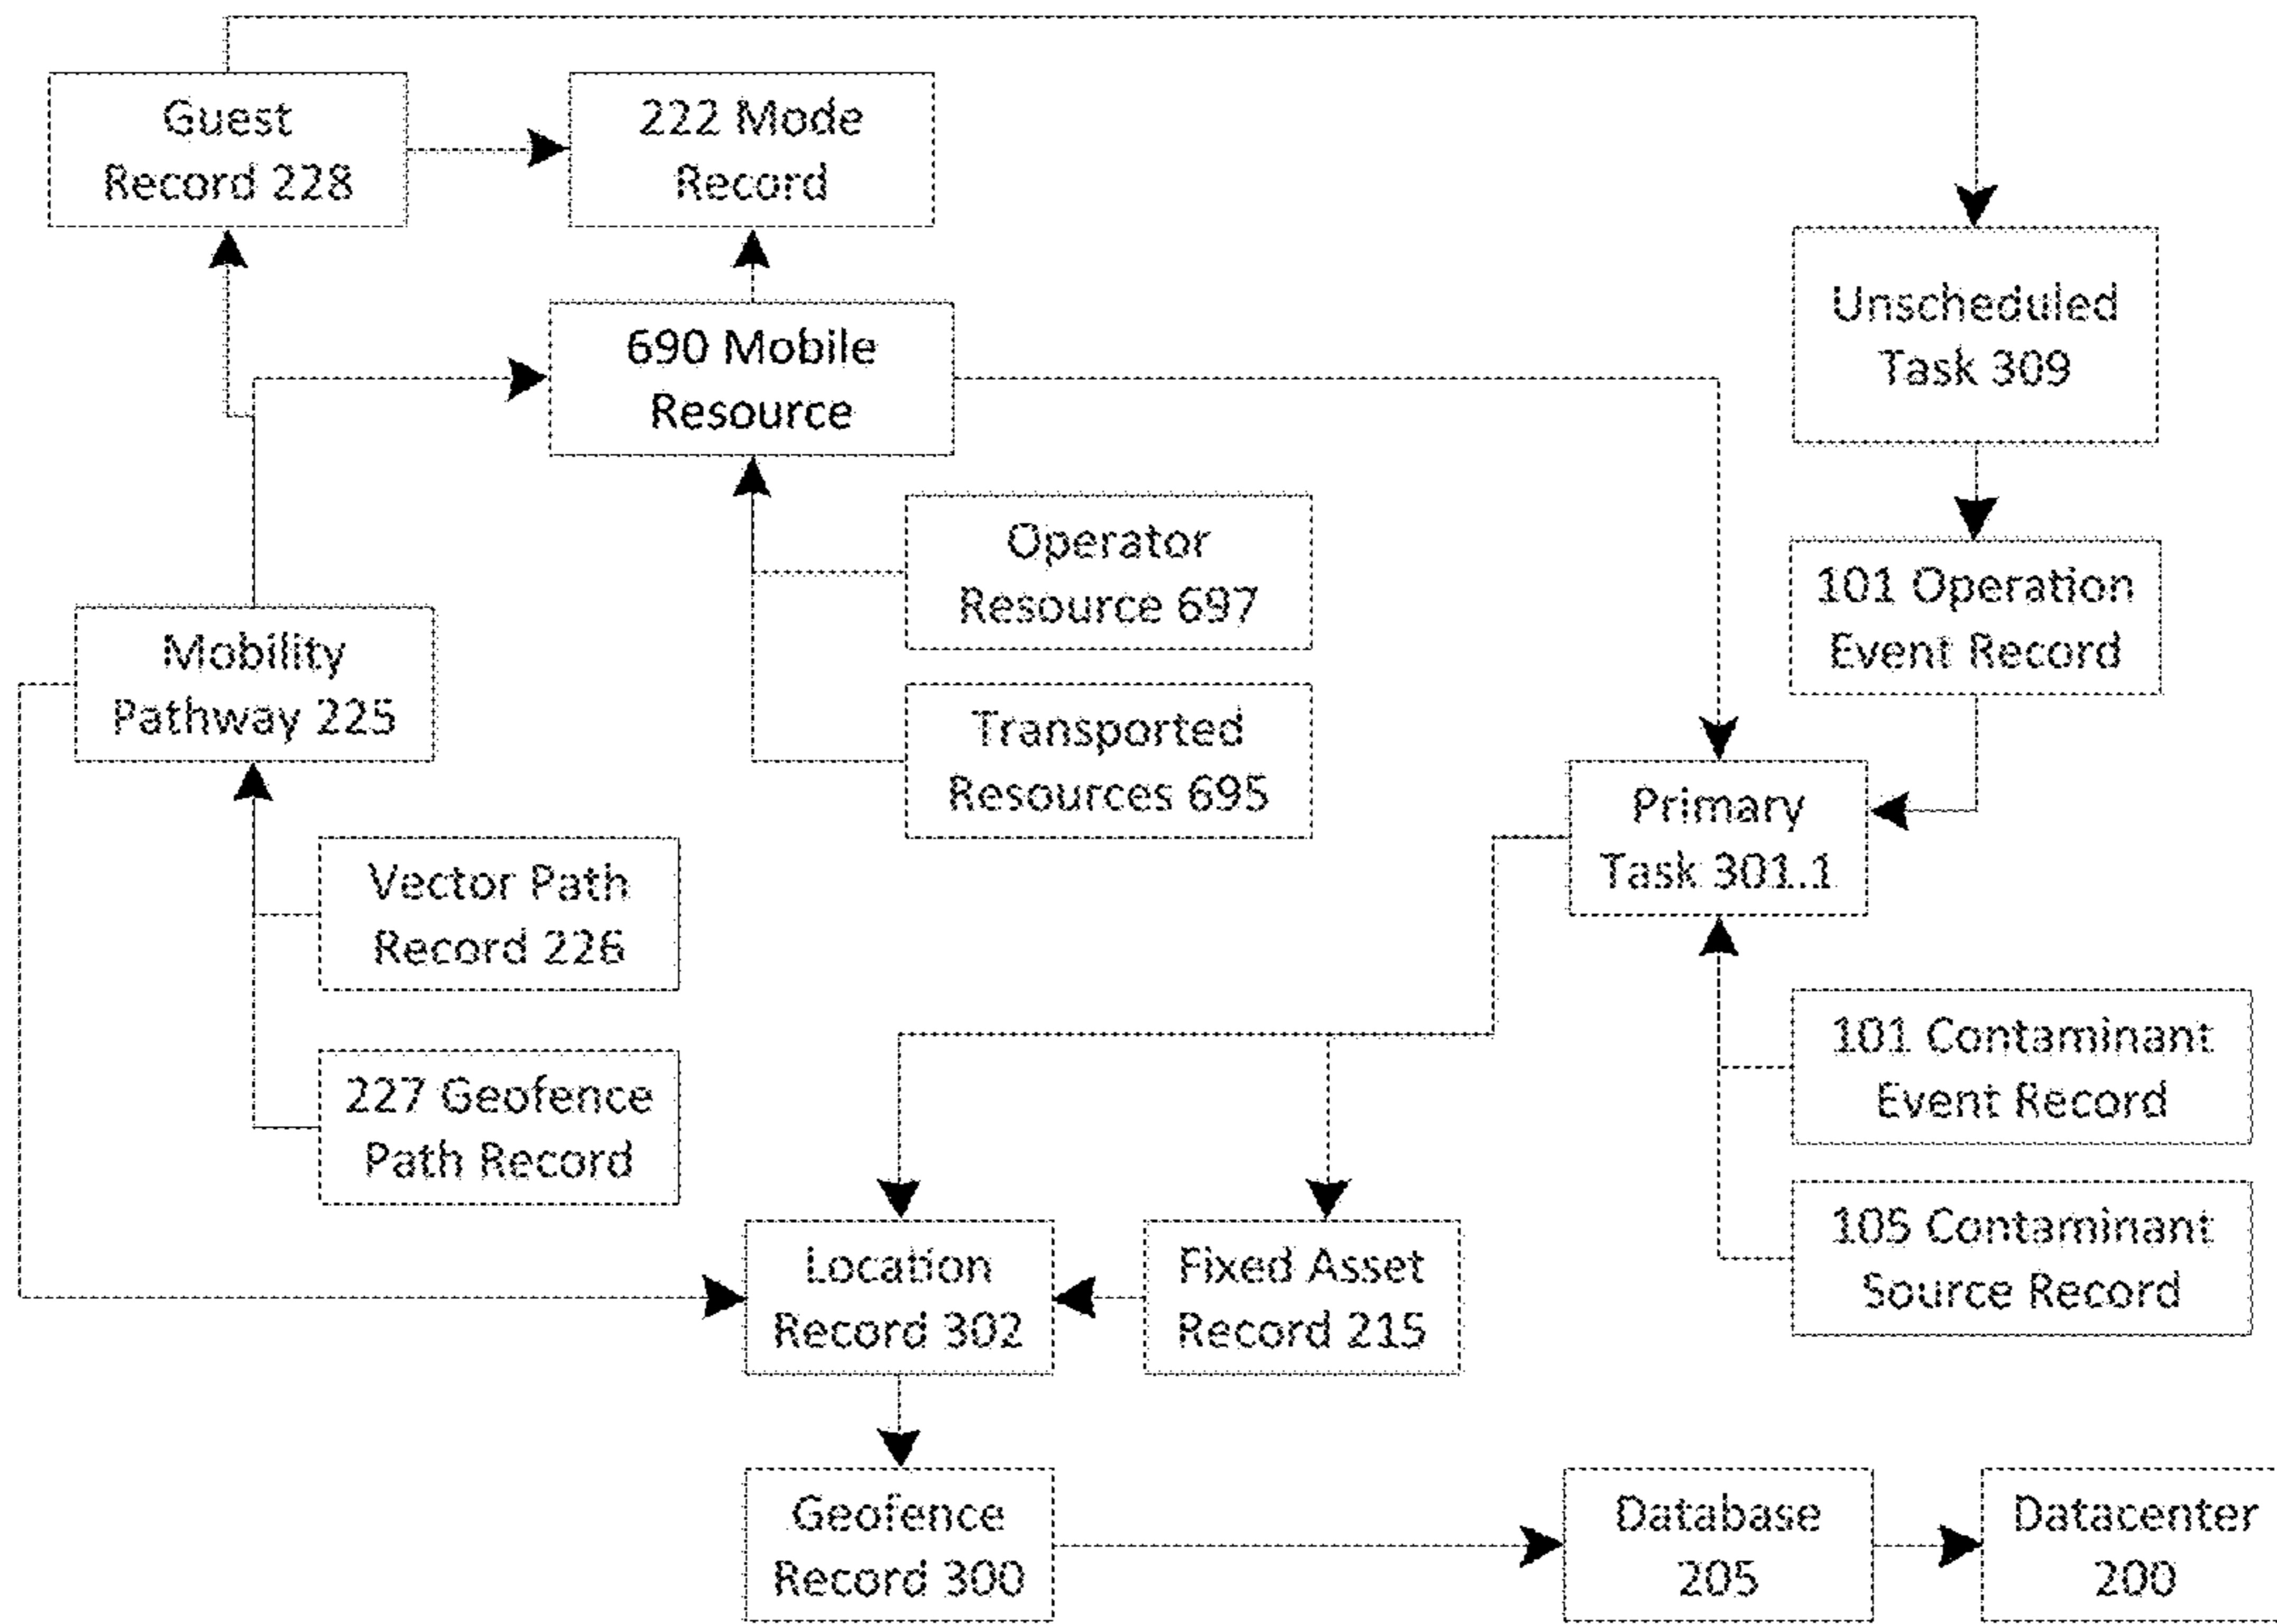 Guest
Record 228
222 Mode
Record
Unscheduled
Task 309
690 Mobile
Resource
Operator
Resource 697
101 Operation
Event Record
Mobility
Pathway 225
Transported
Resources 695
Primary
Task 301.1
Vector Path
Record 226
101 Contaminant
Event Record
227 Geofence
Path Record
105 Contaminant
Source Record
Location
Record 302
Fixed Asset
Record 215
Geofence
Record 300
Database
205
Datacenter
200